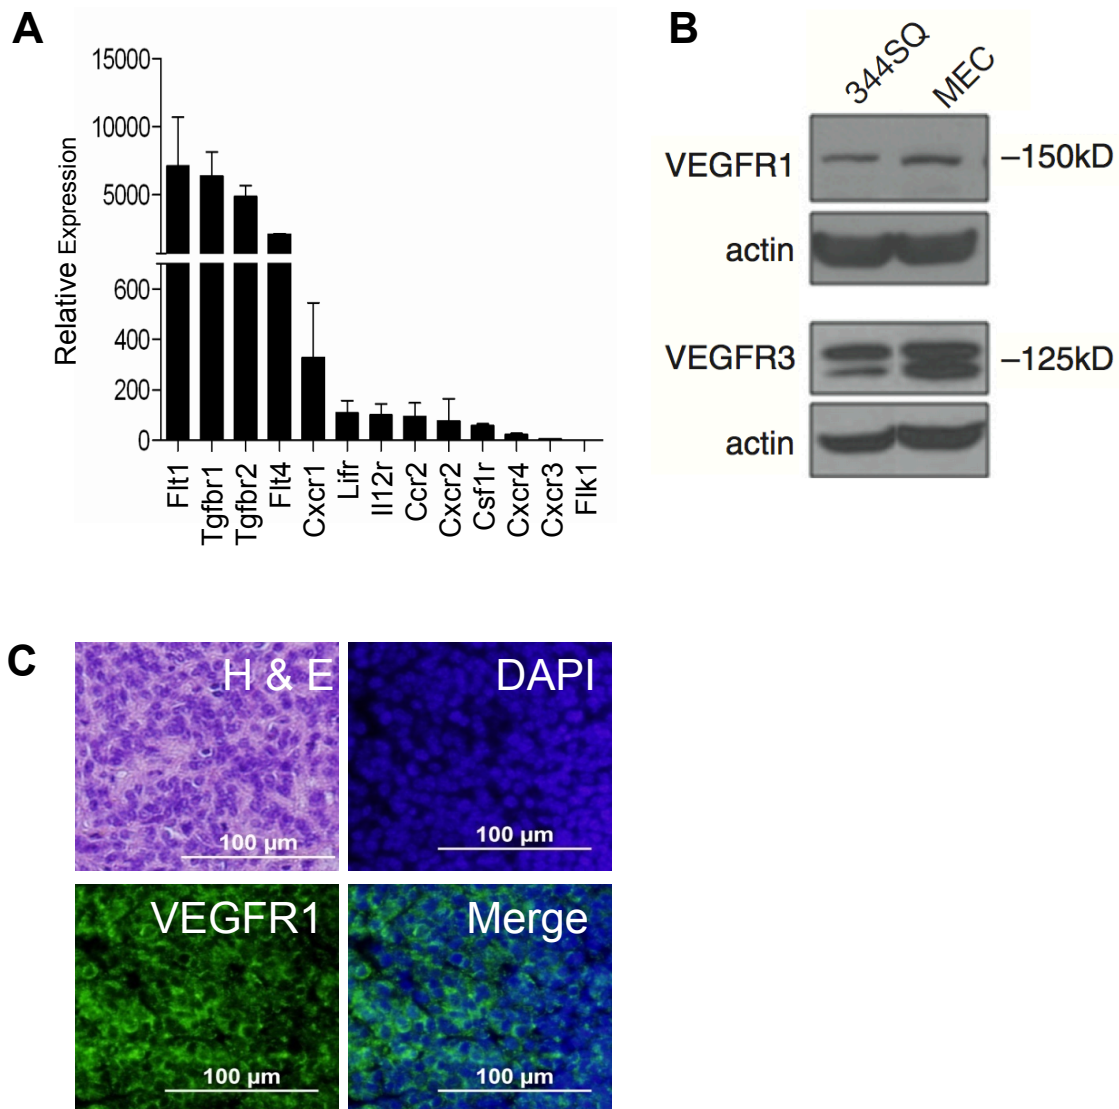 A
Relative Expression
15000
10000
5000
600
400
200
0
Flt1
Tgfbr1
Tgfbr2
Flt4
Cxcr1
Lifr
Il12r
Ccr2
Cxcr2
Csf1r
Cxcr4
Cxcr3
Flk1
B
344SQ
MEC
VEGFR1
–150kD
actin
VEGFR3
–125kD
actin
C
H & E
100 µm
DAPI
100 µm
VEGFR1
100 µm
Merge
100 µm